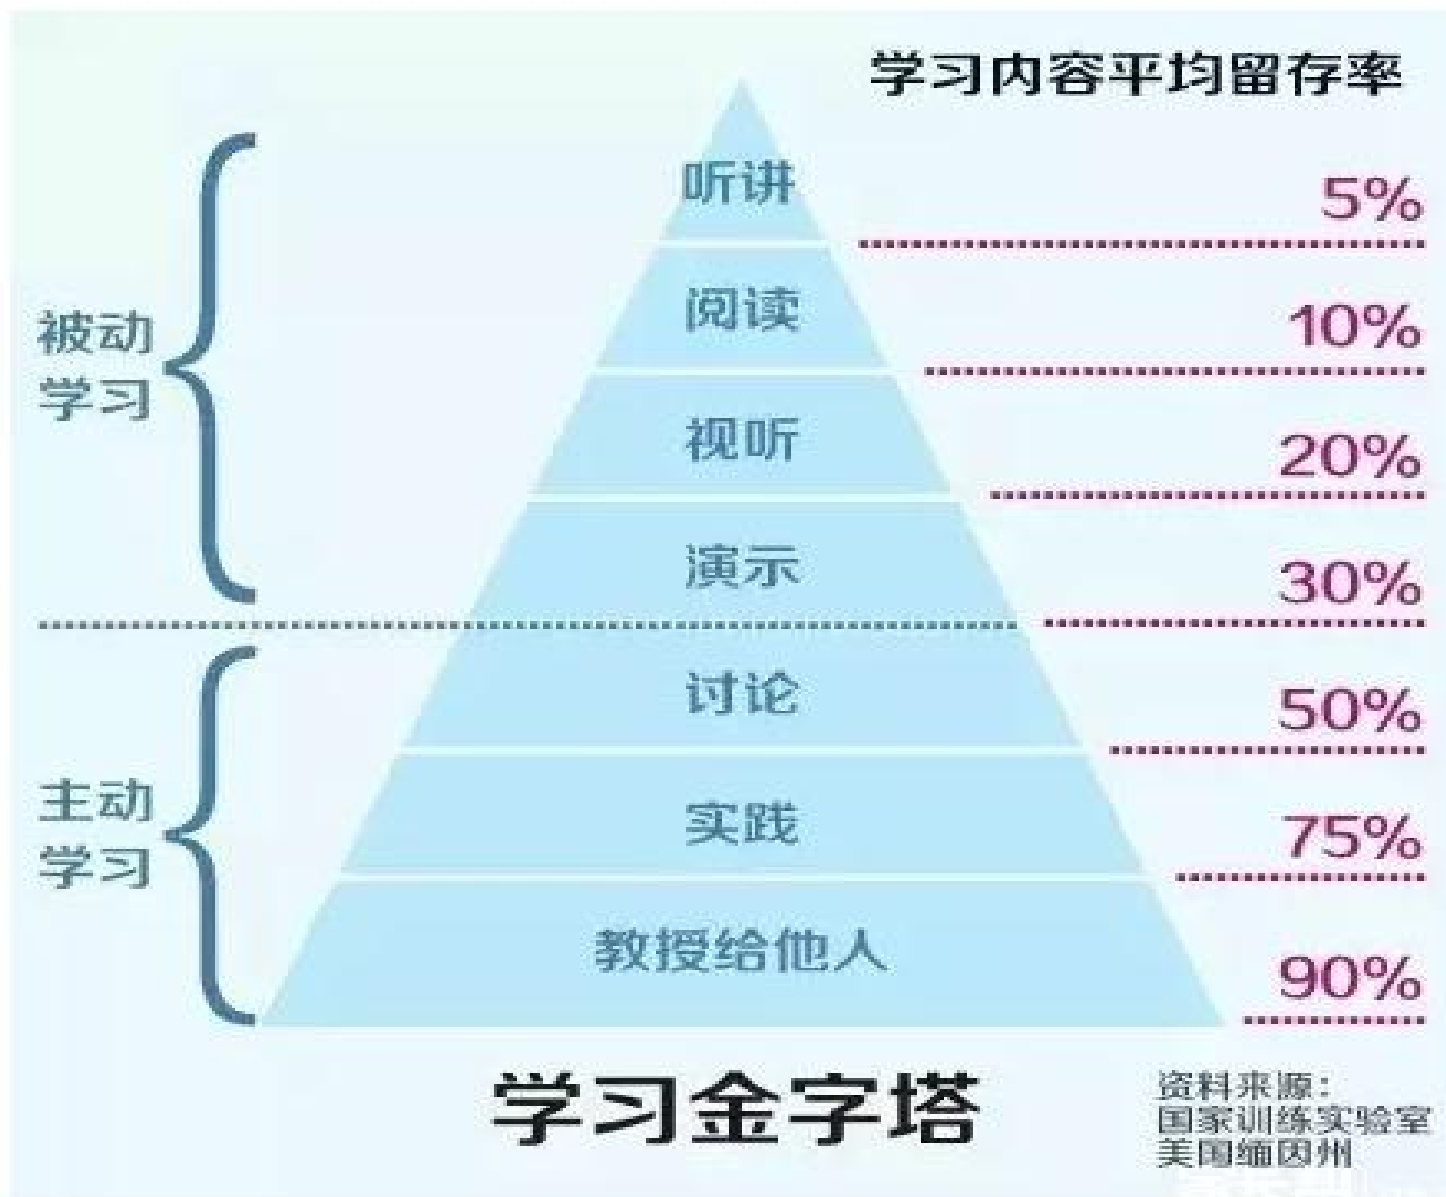 学习内容平均留存率
听讲
5%
阅读
10%
被动
学习
视听
20%
演示
30%
讨论
50%
主动
学习
实践
75%
教授给他人
90%
学习金字塔
资料来源：
国家训练实验室
美国缅因州